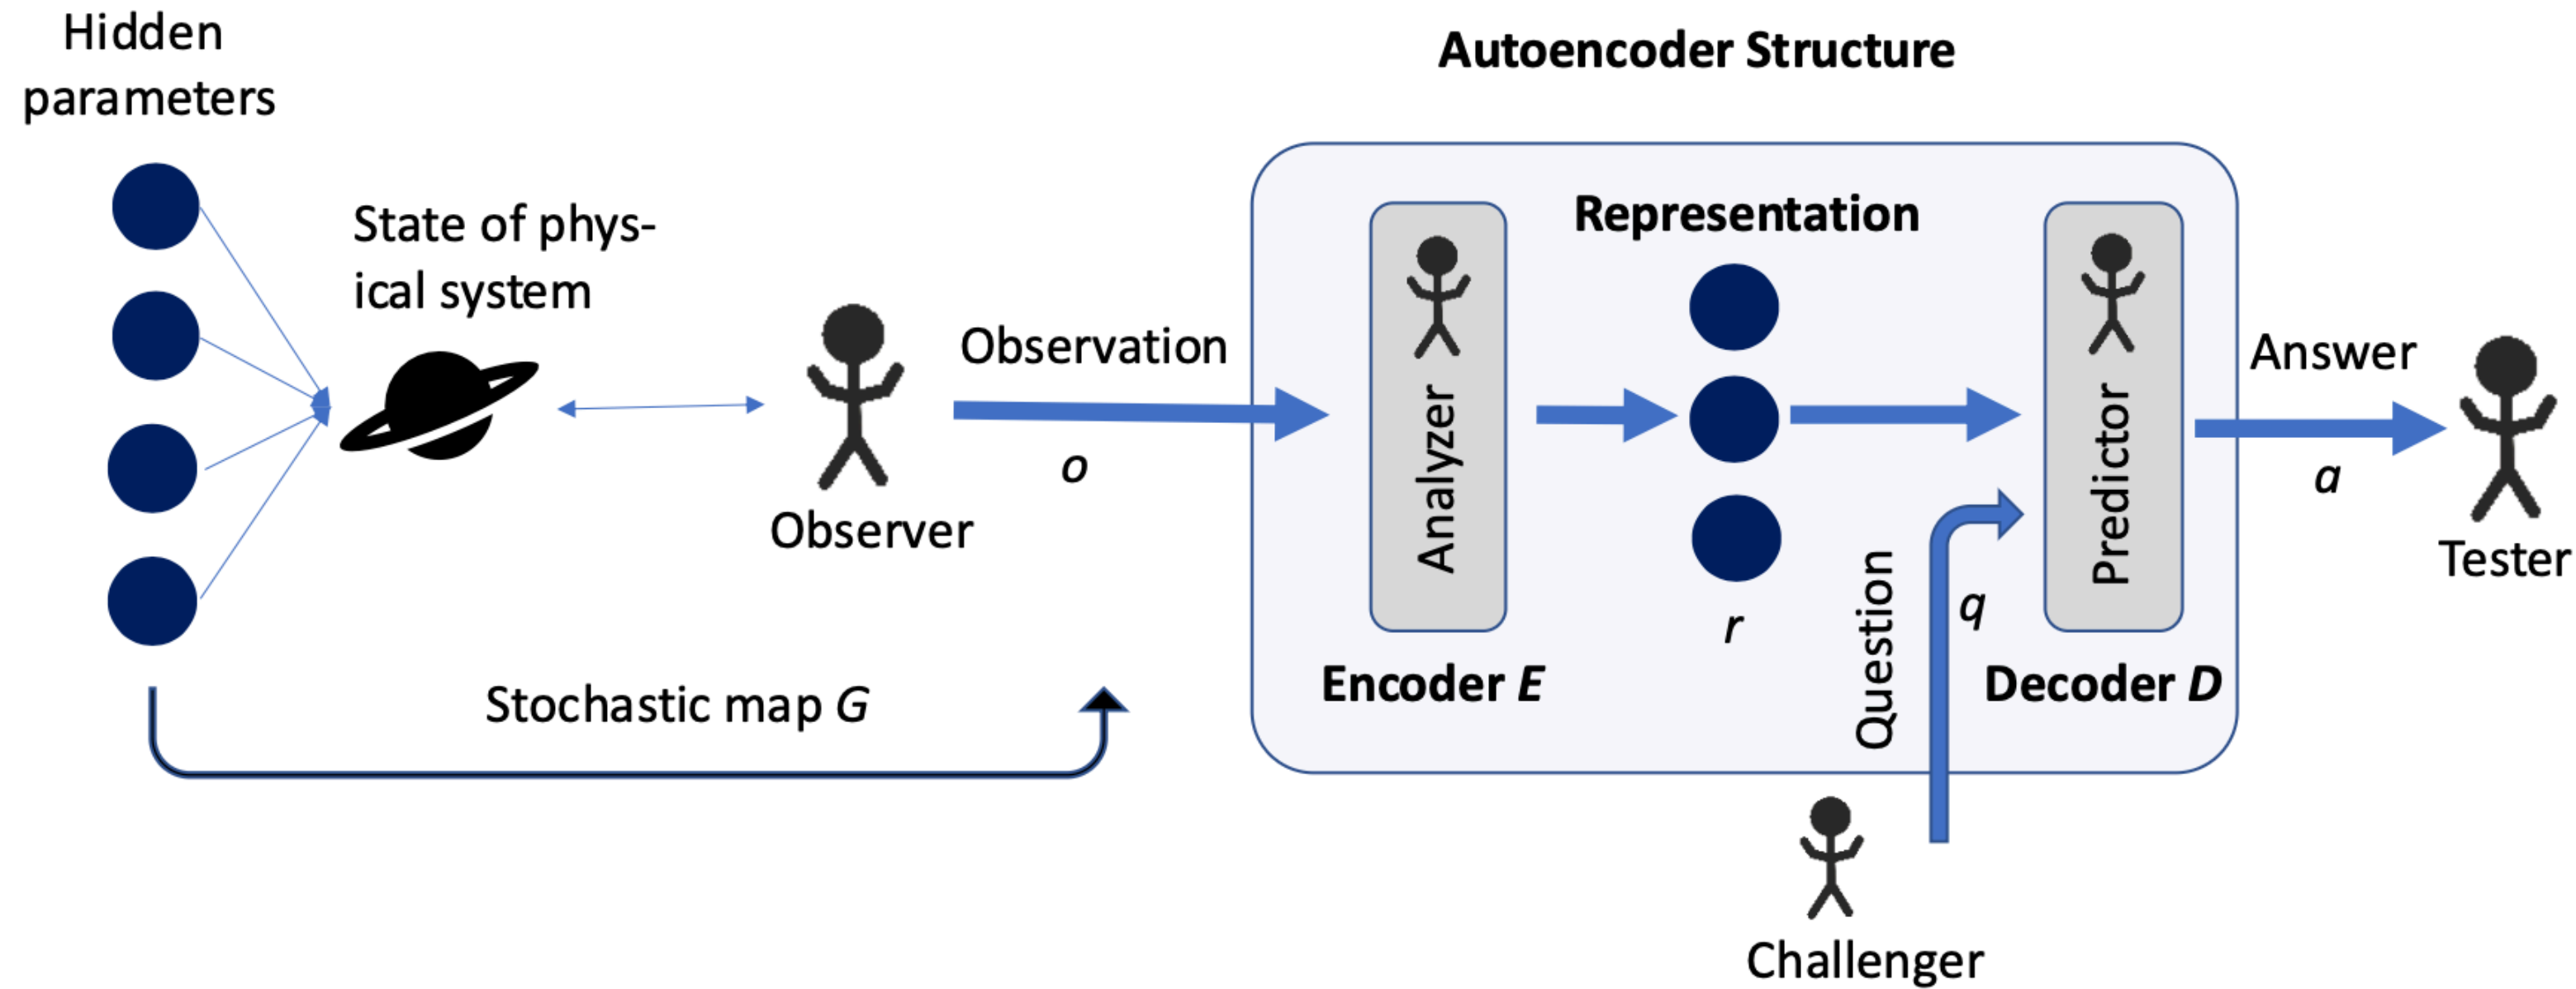 Hidden
parameters
State of phys-
ical system
Observer
Observation
o
Stochastic map G
Autoencoder Structure
Analyzer
Encoder E
Representation
r
Question
q
Predictor
Decoder D
Challenger
Answer
a
Tester